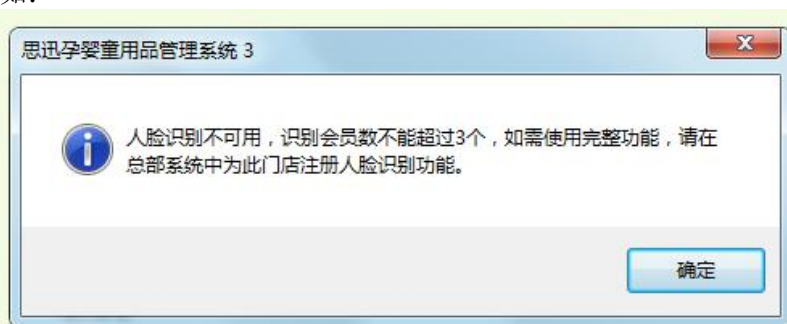 如：
思迅孕婴童用品管理系统 3
人脸识别不可用，识别会员数不能超过3个，如需使用完整功能，请在
总部系统中为此门店注册人脸识别功能。
确定